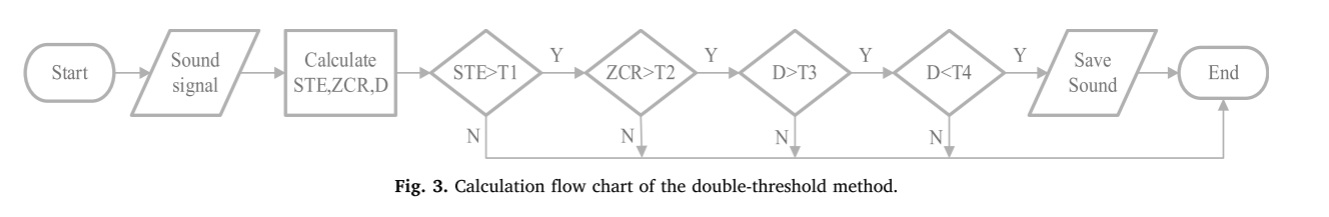 Start
Sound
signal
Calculate
STE,ZCR,D
STE>T1
Y
N
ZCR>T2
Y
N
D>T3
Y
N
D<T4
Y
N
Save
Sound
End
Fig. 3. Calculation flow chart of the double-threshold method.